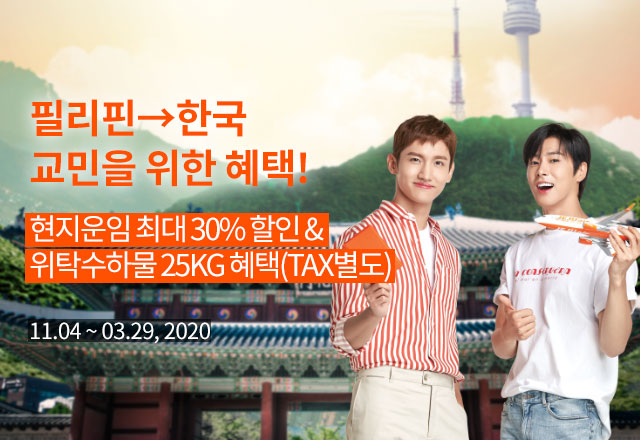 필리핀→한국
교민을 위한 혜택!
현지운임 최대 30% 할인 &
위탁수하물 25KG 혜택(TAX별도)
11.04 ~ 03.29, 2020